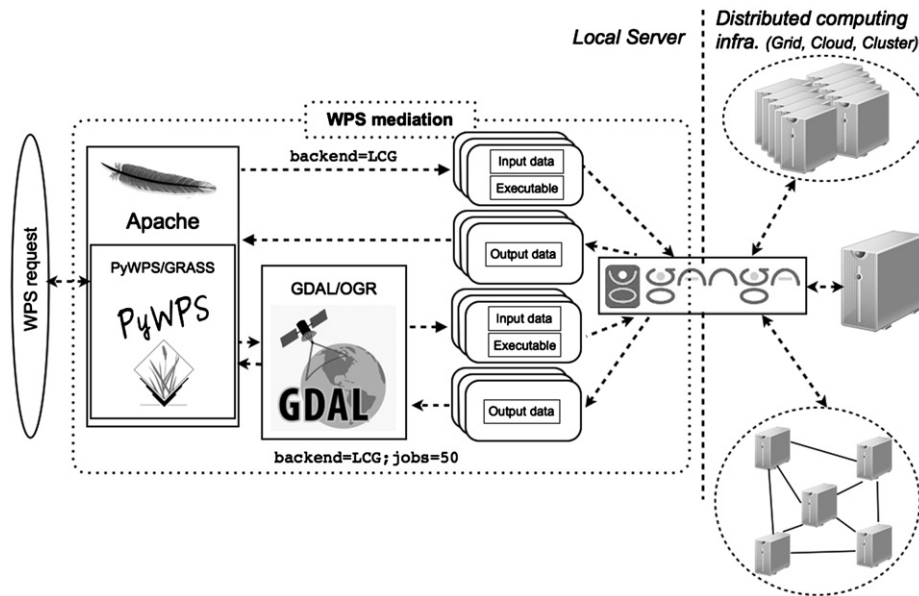 Local Server
Distributed computing
infra. (Grid, Cloud, Cluster)
WPS mediation
backend=LCG
Input data
Executable
Apache
Output data
WPS request
PyWPS/GRASS
PyWPS
GDAL/OGR
GDAL
Input data
Executable
Output data
backend=LCG;jobs=50